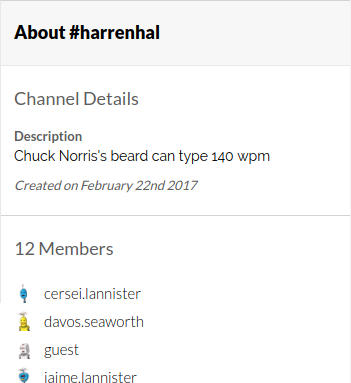 About #harrenhal
Channel Details
Description
Chuck Norris's beard can type 140 wpm
Created on February 22nd 2017
12 Members
cersei.lannister
davos.seaworth
guest
jaime.lannister